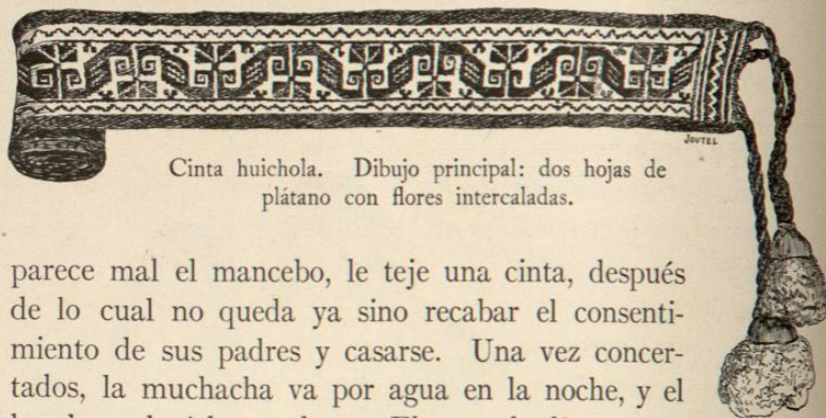 JOUTEL
Cinta huichola. Dibujo principal: dos hojas de
plátano con flores intercaladas.
parece mal el mancebo, le teje una cinta, después
de lo cual no queda ya sino recabar el consenti-
miento de sus padres y casarse. Una vez concer-
tados, la muchacha va por agua en la noche, y el